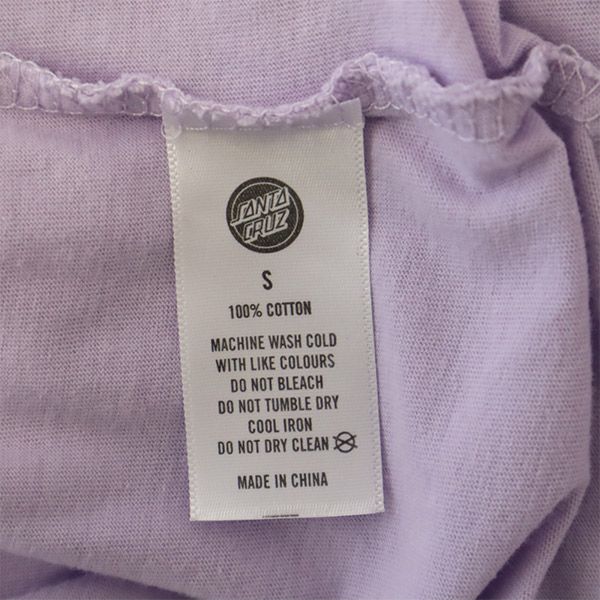 SANTA
CRUZ
S
100% COTTON
MACHINE WASH COLD
WITH LIKE COLOURS
DO NOT BLEACH
DO NOT TUMBLE DRY
COOL IRON
DO NOT DRY CLEAN
MADE IN CHINA